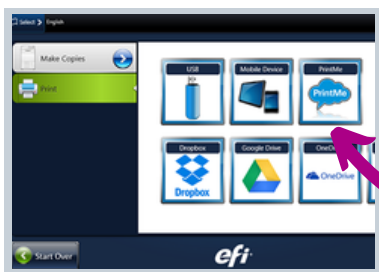 Select > English
Make Copies
Print
USB
Mobile Device
PrintMe
PrintMe
Dropbox
Google Drive
OneDrive
Dropbox
OneDrive
Start Over
efi